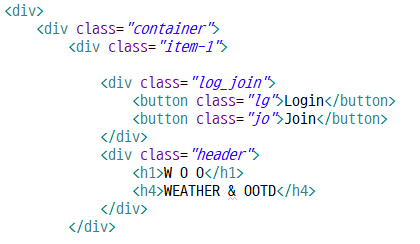 <div>
<div class="container">
<div class="item-1">
<div class="log_join">
<button class="lg">Login</button>
<button class="jo">Join</button>
</div>
<div class="header">
<h1>W O O</h1>
<h4>WEATHER & OOTD</h4>
</div>
</div>